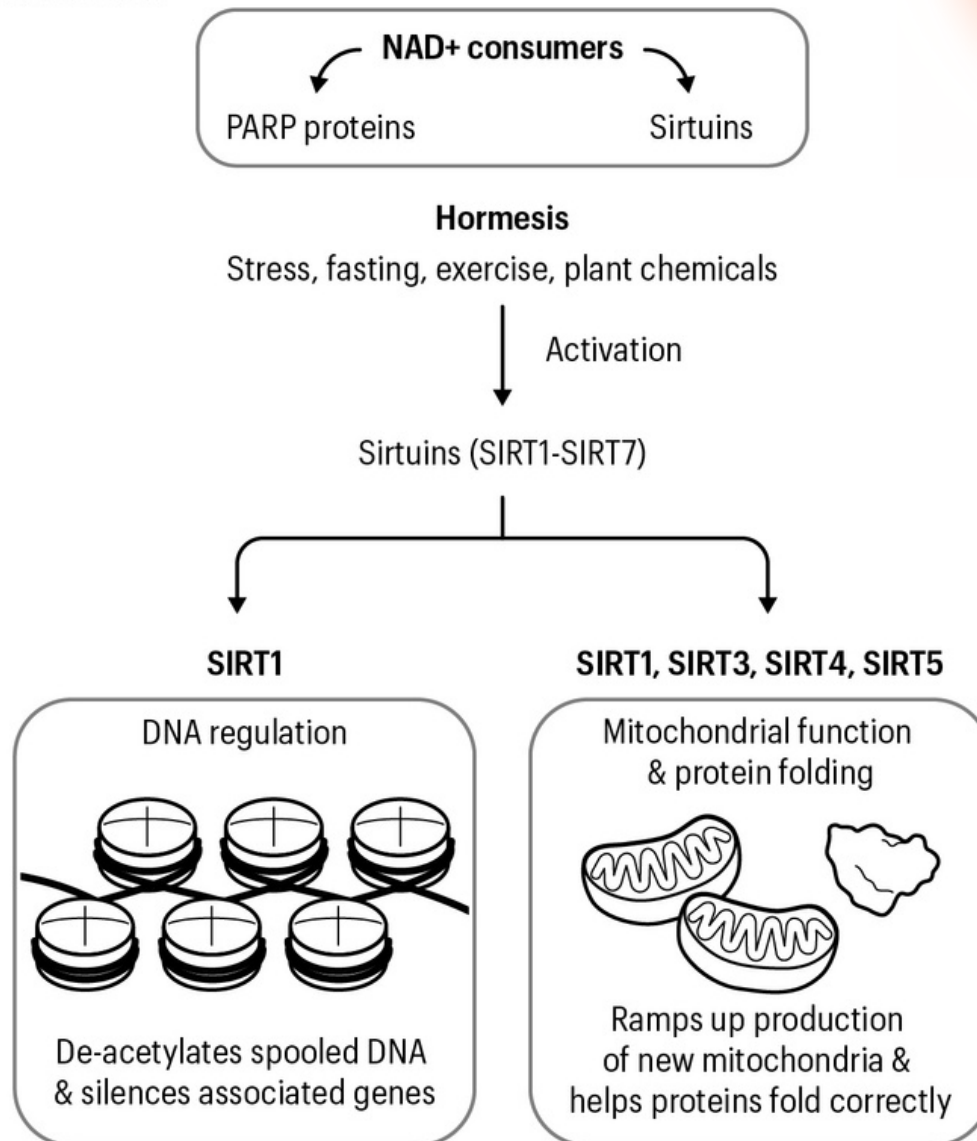 NAD+ consumers
PARP proteins
Sirtuins
Hormesis
Stress, fasting, exercise, plant chemicals
Activation
Sirtuins (SIRT1-SIRT7)
SIRT1
DNA regulation
De-acetylates spooled DNA
& silences associated genes
SIRT1, SIRT3, SIRT4, SIRT5
Mitochondrial function
& protein folding
Ramps up production
of new mitochondria &
helps proteins fold correctly